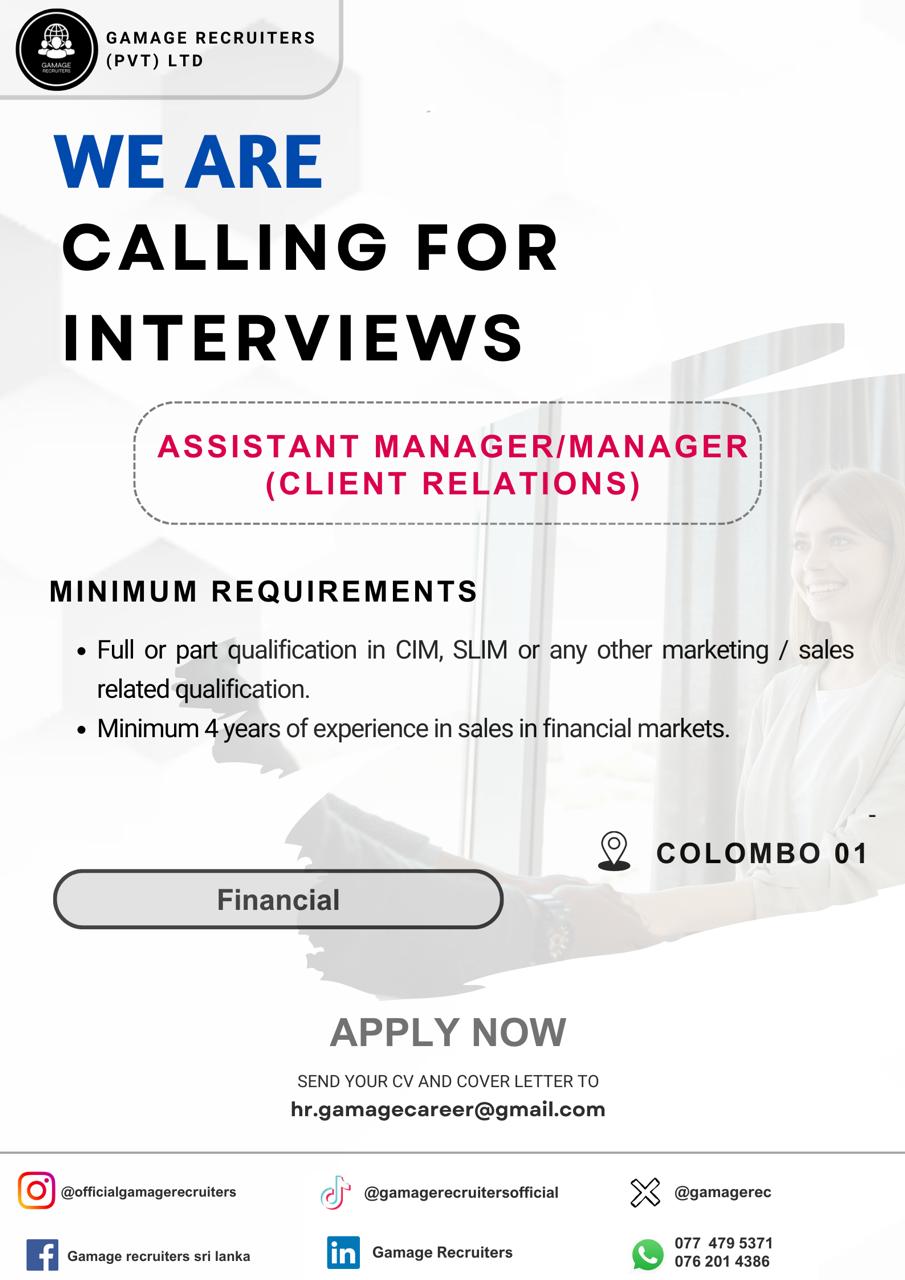 GAMAGE RECRUITERS
(PVT) LTD
GAMAGE
RECRUITERS
WE ARE
CALLING FOR
INTERVIEWS
ASSISTANT MANAGER/MANAGER
(CLIENT RELATIONS)
MINIMUM REQUIREMENTS
• Full or part qualification in CIM, SLIM or any other marketing / sales
related qualification.
• Minimum 4 years of experience in sales in financial markets.
-
COLOMBO 01
Financial
APPLY NOW
SEND YOUR CV AND COVER LETTER TO
hr.gamagecareer@gmail.com
@officialgamagerecruiters
@gamagerecruitersofficial
@gamagerec
Gamage recruiters sri lanka
Gamage Recruiters
077 479 5371
076 201 4386